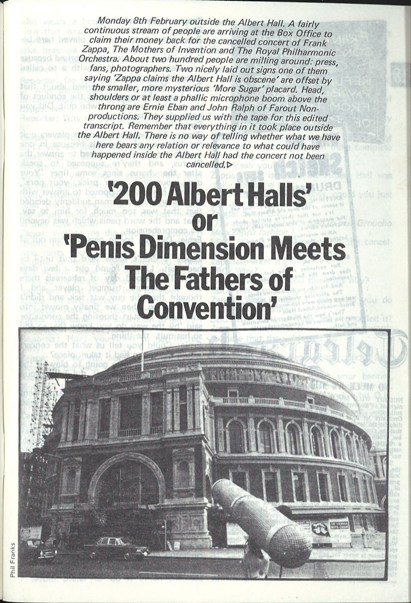 Monday 8th February outside the Albert Hall. A fairly
continuous stream of people are arriving at the Box Office to
claim their money back for the cancelled concert of Frank
Zappa, The Mothers of Invention and The Royal Philharmonic
Orchestra. About two hundred people are milling around: press,
fans, photographers. Two nicely laid out signs one of them
saying 'Zappa claims the Albert Hall is obscene' are offset by
the smaller, more mysterious 'More Sugar' placard. Head,
shoulders or at least a phallic microphone boom above the
throng are Ernie Eban and John Ralph of Farout Non-
productions. They supplied us with the tape for this edited
transcript. Remember that everything in it took place outside
the Albert Hall. There is no way of telling whether what we have
here bears any relation or relevance to what could have
happened inside the Albert Hall had the concert not been
cancelled.▷
'200 Albert Halls'
or
'Penis Dimension Meets
The Fathers of
Convention'
Phil Franks